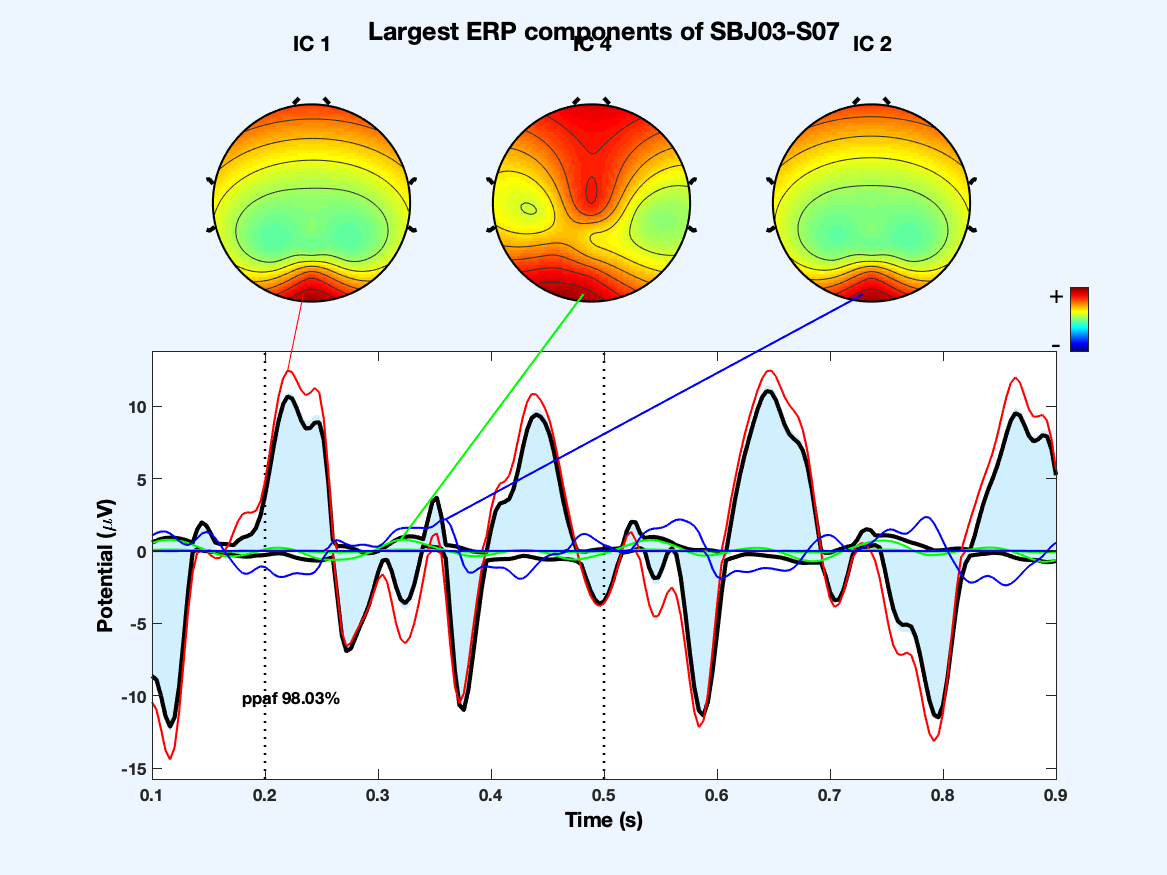 Largest ERP components of SBJ03-S07
IC 1
IC 4
IC 2
+
-
Potential (μV)
10
5
0
-5
-10
-15
ppaf 98.03%
0.1 0.2 0.3 0.4 0.5 0.6 0.7 0.8 0.9
Time (s)